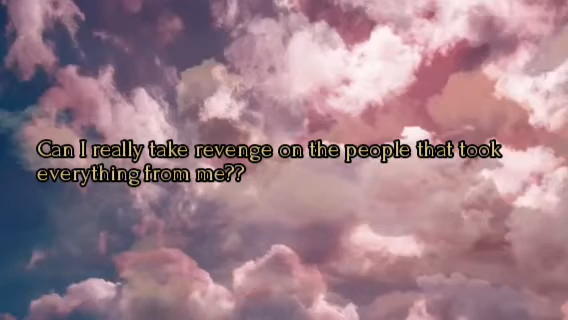 Can I really take revenge on the people that took
everything from me??